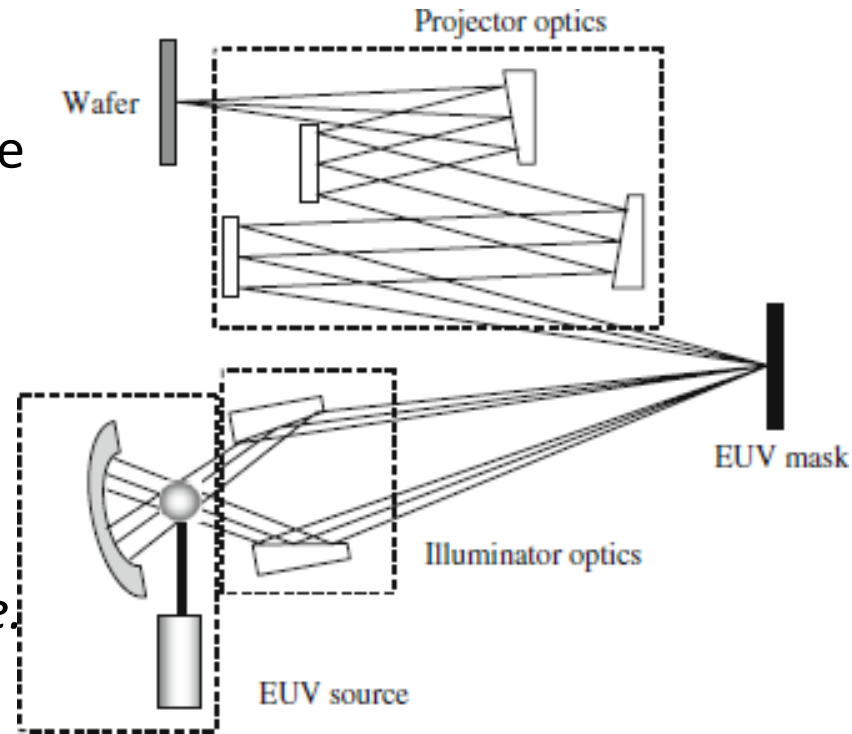 Projector optics
Wafer
e
EUV mask
Illuminator optics
e.
EUV source